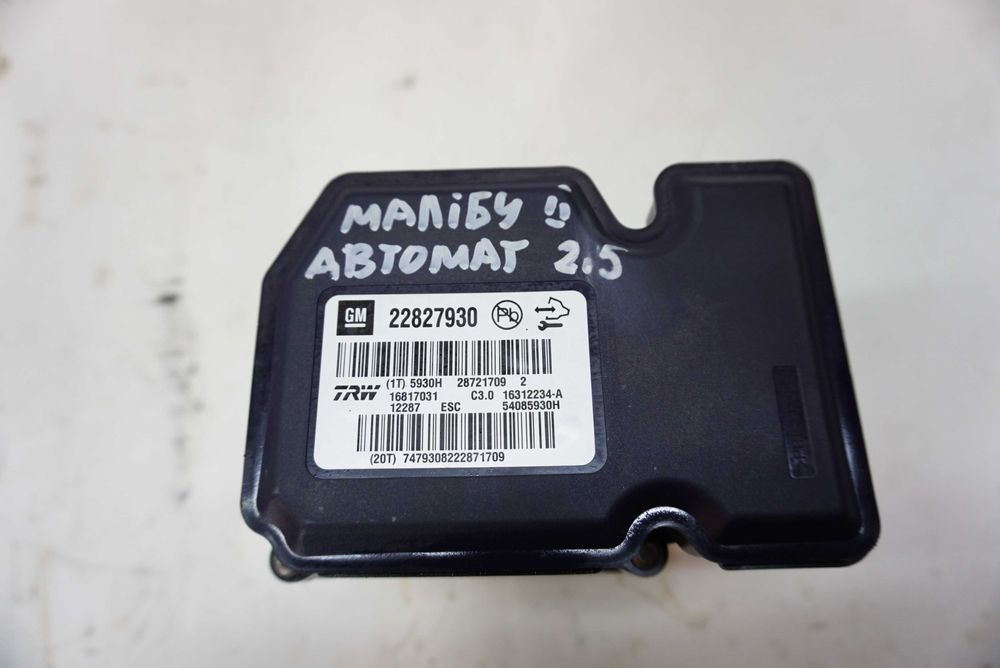 МАЛІБУ
АВТОМАТ 2.5
GM 22827930 Pb
(1T) 5930H 28721709 2
TRW 16817031 C3.0 16312234-A
12287 ESC 54085930H
(20T) 7479308222871709